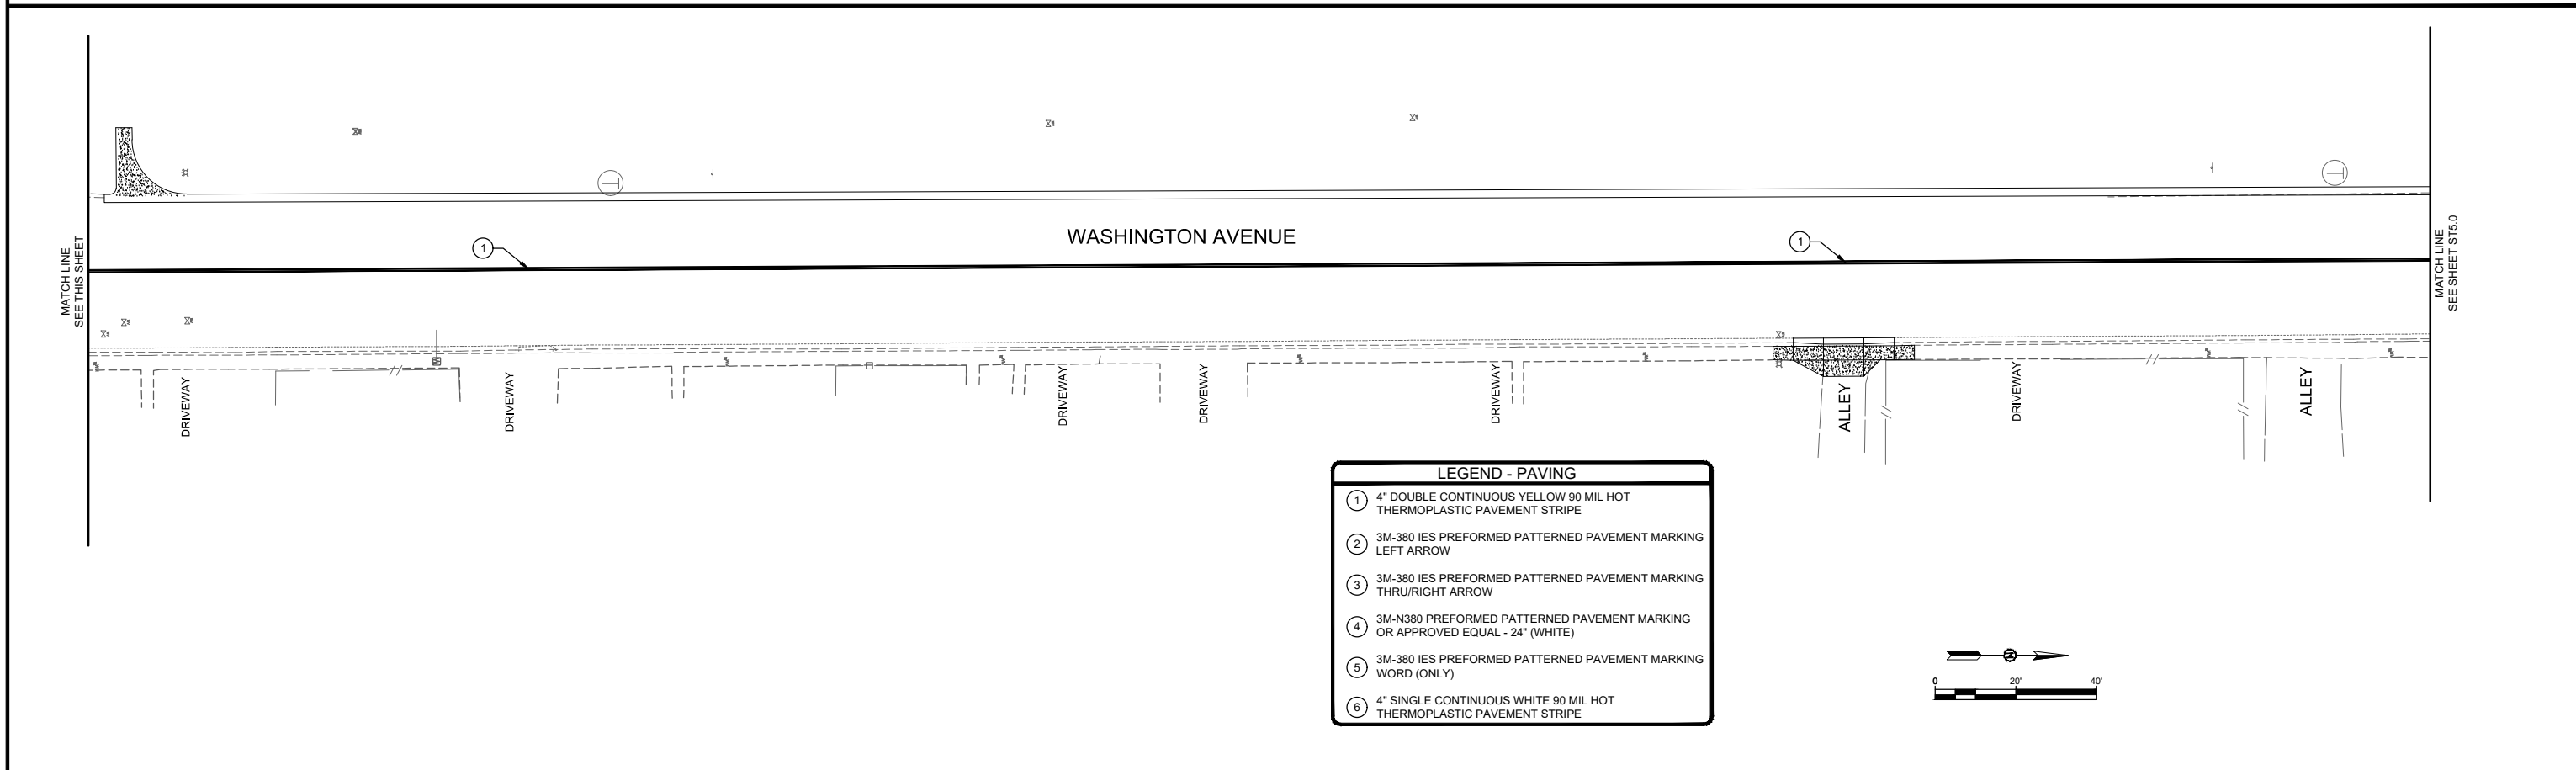 WASHINGTON AVENUE
MATCH LINE
SEE THIS SHEET
MATCH LINE
SEE SHEET ST5.0
1
1
DRIVEWAY
DRIVEWAY
DRIVEWAY
DRIVEWAY
DRIVEWAY
ALLEY
DRIVEWAY
ALLEY
LEGEND - PAVING
1 4" DOUBLE CONTINUOUS YELLOW 90 MIL HOT
THERMOPLASTIC PAVEMENT STRIPE
2 3M-380 IES PREFORMED PATTERNED PAVEMENT MARKING
LEFT ARROW
3 3M-380 IES PREFORMED PATTERNED PAVEMENT MARKING
THRU/RIGHT ARROW
4 3M-N380 PREFORMED PATTERNED PAVEMENT MARKING
OR APPROVED EQUAL - 24" (WHITE)
5 3M-380 IES PREFORMED PATTERNED PAVEMENT MARKING
WORD (ONLY)
6 4" SINGLE CONTINUOUS WHITE 90 MIL HOT
THERMOPLASTIC PAVEMENT STRIPE
N
0 20' 40'